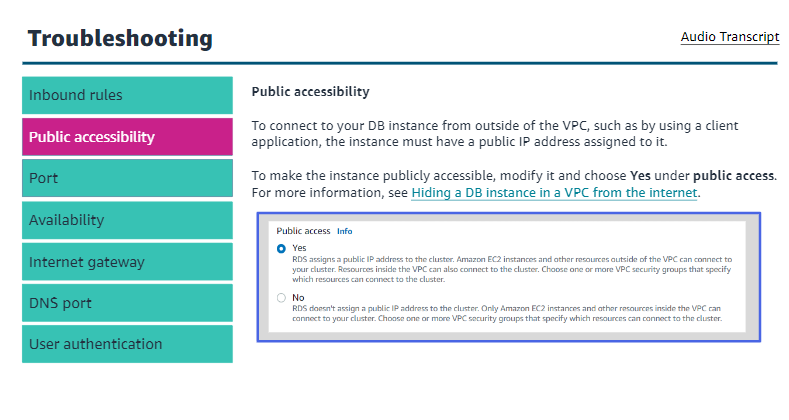 Troubleshooting
Audio Transcript
Inbound rules
Public accessibility
Port
Availability
Internet gateway
DNS port
User authentication
Public accessibility
To connect to your DB instance from outside of the VPC, such as by using a client
application, the instance must have a public IP address assigned to it.
To make the instance publicly accessible, modify it and choose Yes under public access.
For more information, see Hiding a DB instance in a VPC from the internet.
Public access Info
Yes
RDS assigns a public IP address to the cluster. Amazon EC2 instances and other resources outside of the VPC can connect to
your cluster. Resources inside the VPC can also connect to the cluster. Choose one or more VPC security groups that specify
which resources can connect to the cluster.
No
RDS doesn't assign a public IP address to the cluster. Only Amazon EC2 instances and other resources inside the VPC can
connect to your cluster. Choose one or more VPC security groups that specify which resources can connect to the cluster.